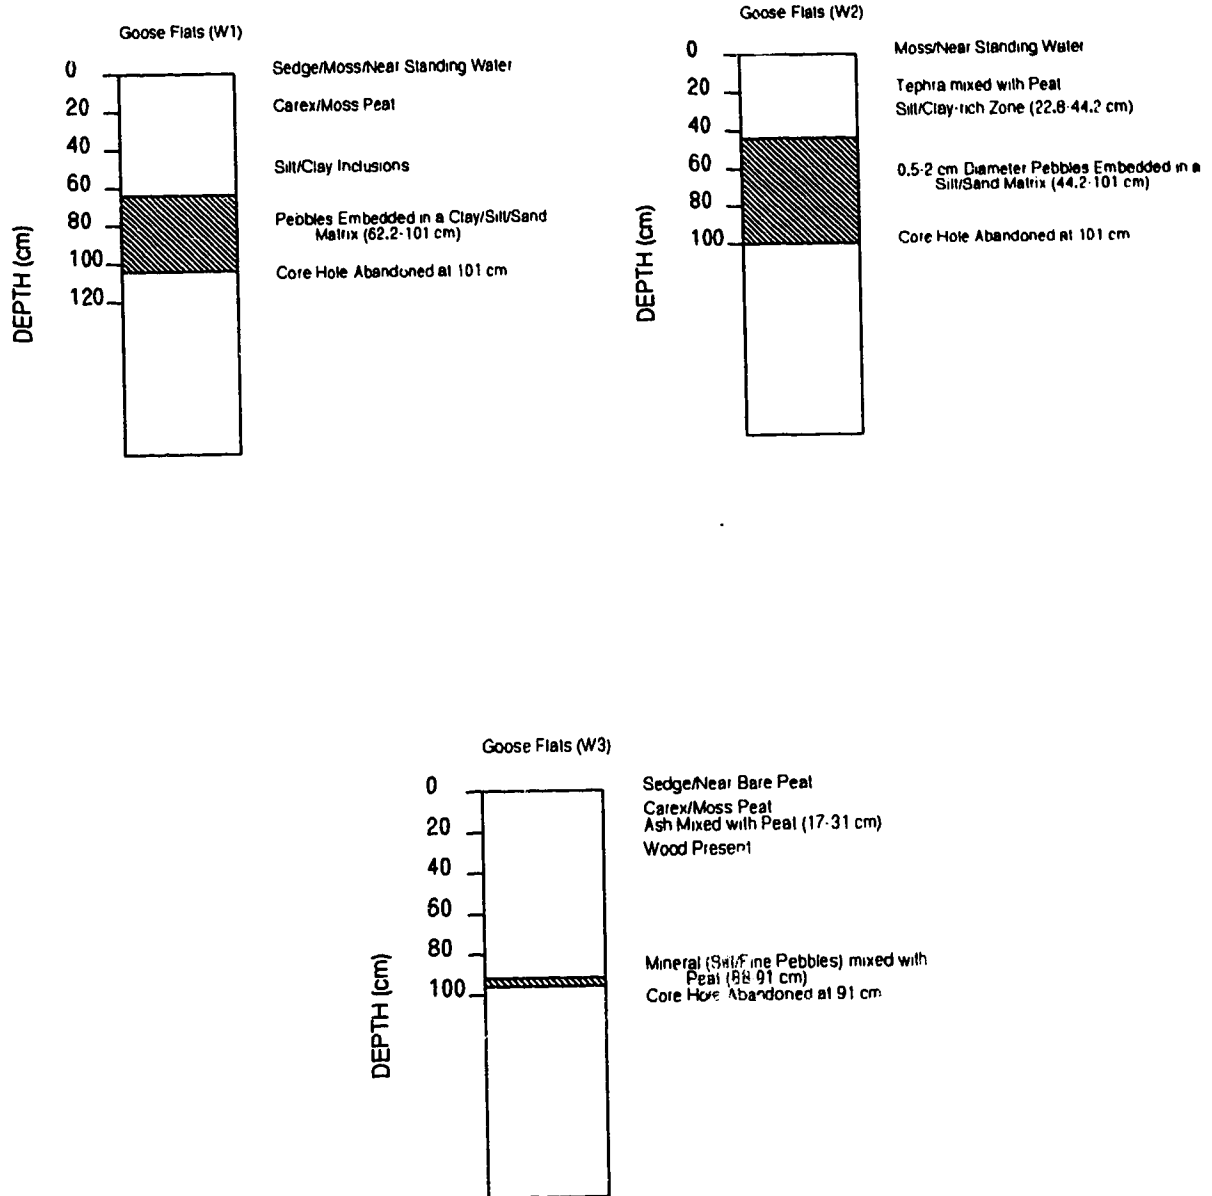 Goose Flats (W1)
0
20
40
60
80
100
120
DEPTH (cm)
Sedge/Moss/Near Standing Water
Carex/Moss Peat
Silt/Clay Inclusions
Pebbles Embedded in a Clay/Silt/Sand
Matrix (62.2-101 cm)
Core Hole Abandoned at 101 cm
Goose Flats (W2)
0
20
40
60
80
100
DEPTH (cm)
Moss/Near Standing Water
Tephra mixed with Peat
Silt/Clay-rich Zone (22.8-44.2 cm)
0.5-2 cm Diameter Pebbles Embedded in a
Silt/Sand Matrix (44.2-101 cm)
Core Hole Abandoned at 101 cm
Goose Flats (W3)
0
20
40
60
80
100
DEPTH (cm)
Sedge/Near Bare Peat
Carex/Moss Peat
Ash Mixed with Peat (17-31 cm)
Wood Present
Mineral (Silt/Fine Pebbles) mixed with
Peat (88-91 cm)
Core Hole Abandoned at 91 cm